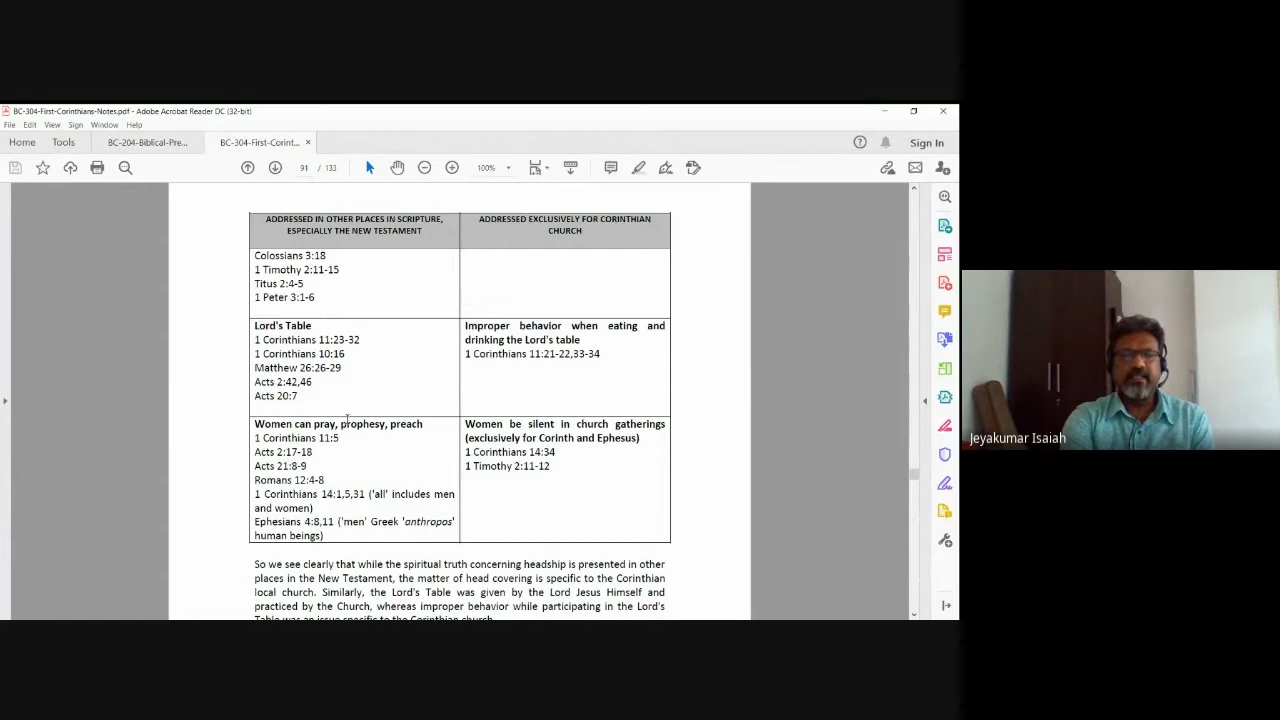 BC-304-First-Corinthians-Notes.pdf - Adobe Acrobat Reader DC (32-bit)
File Edit View Sign Window Help
Home Tools BC-204-Biblical-Pre... BC-304-First-Corint... × Sign In
91 / 133 100%
ADDRESSED IN OTHER PLACES IN SCRIPTURE,
ESPECIALLY THE NEW TESTAMENT
ADDRESSED EXCLUSIVELY FOR CORINTHIAN
CHURCH
Colossians 3:18
1 Timothy 2:11-15
Titus 2:4-5
1 Peter 3:1-6
Lord's Table
1 Corinthians 11:23-32
1 Corinthians 10:16
Matthew 26:26-29
Acts 2:42,46
Acts 20:7
Improper behavior when eating and
drinking the Lord's table
1 Corinthians 11:21-22,33-34
Women can pray, prophesy, preach
1 Corinthians 11:5
Acts 2:17-18
Acts 21:8-9
Romans 12:4-8
1 Corinthians 14:1,5,31 ('all' includes men
and women)
Ephesians 4:8,11 ('men' Greek 'anthropos'
human beings)
Women be silent in church gatherings
(exclusively for Corinth and Ephesus)
1 Corinthians 14:34
1 Timothy 2:11-12
So we see clearly that while the spiritual truth concerning headship is presented in other
places in the New Testament, the matter of head covering is specific to the Corinthian
local church. Similarly, the Lord's Table was given by the Lord Jesus Himself and
practiced by the Church, whereas improper behavior while participating in the Lord's
Table was an issue specific to the Corinthian church.
Jeyakumar Isaiah